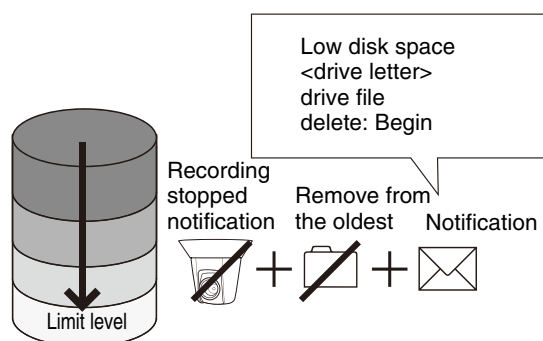 Low disk space
<drive letter>
drive file
delete: Begin
Recording
stopped
notification
Remove from
the oldest
Notification
Limit level